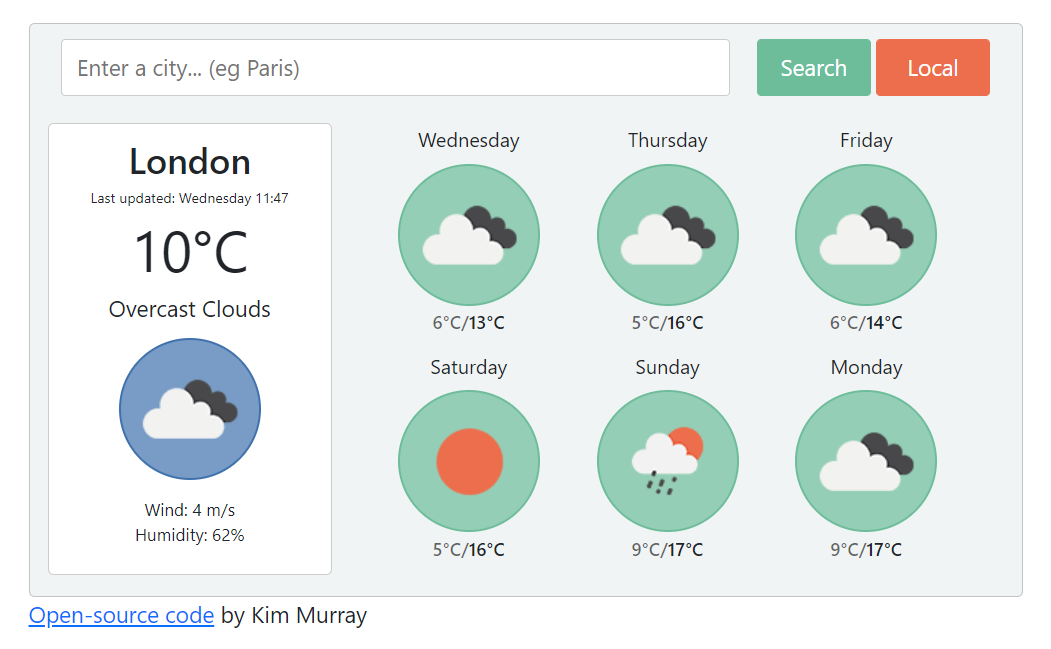 Enter a city... (eg Paris)
Search
Local
London
Last updated: Wednesday 11:47
10°C
Overcast Clouds
Wind: 4 m/s
Humidity: 62%
Wednesday
6°C/13°C
Thursday
5°C/16°C
Friday
6°C/14°C
Saturday
5°C/16°C
Sunday
9°C/17°C
Monday
9°C/17°C
Open-source code by Kim Murray